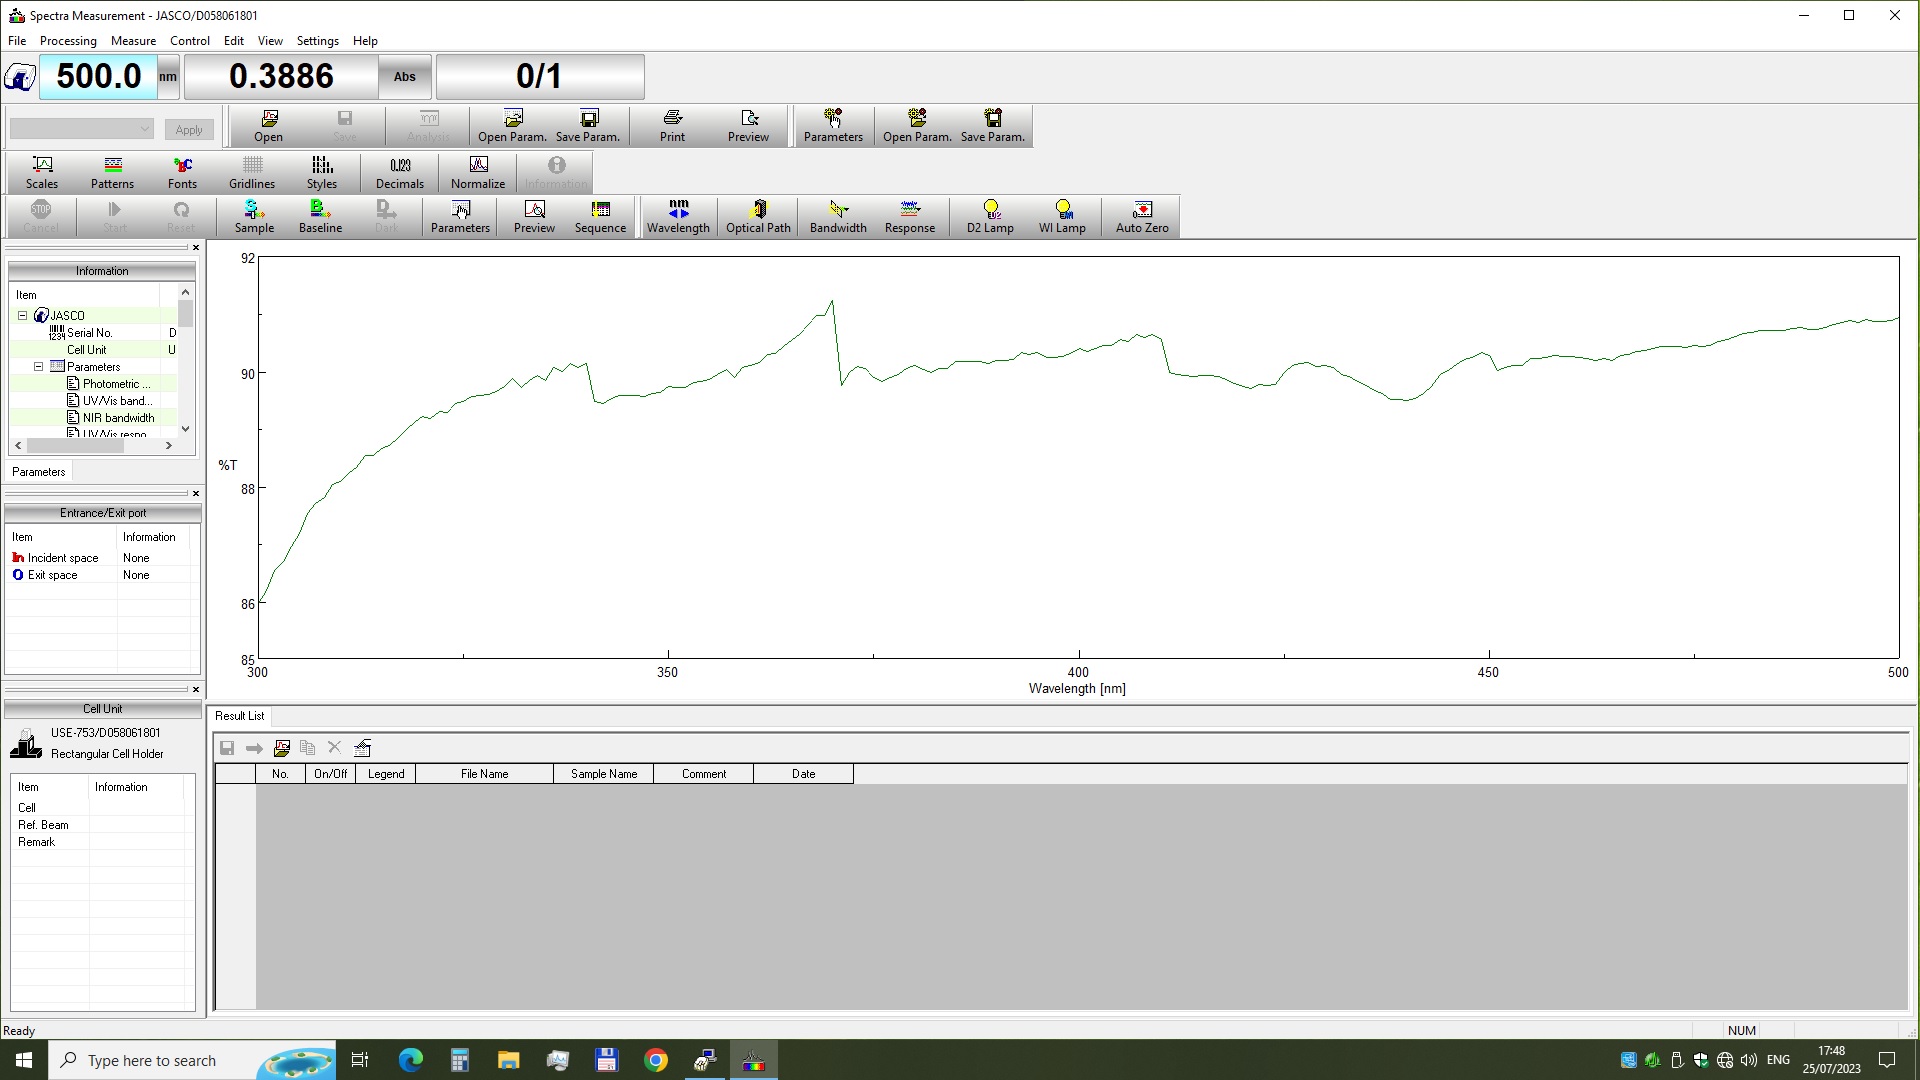 Spectra Measurement - JASCO/D058061801
File Processing Measure Control Edit View Settings Help
500.0 nm 0.3886 Abs 0/1
Apply Open Save Analysis Open Param. Save Param. Print Preview Parameters Open Param. Save Param.
Scales Patterns Fonts Gridlines Styles Decimals Normalize Information
Cancel Start Reset Sample Baseline Dark Parameters Preview Sequence Wavelength Optical Path Bandwidth Response D2 Lamp WI Lamp Auto Zero
Information
Item
JASCO
Serial No. D
Cell Unit U
Parameters
Photometric ...
UV/Vis band...
NIR bandwidth
UV/Vis respo
Parameters
Entrance/Exit port
Item Information
Incident space None
Exit space None
Cell Unit
USE-753/D058061801
Rectangular Cell Holder
Item Information
Cell
Ref. Beam
Remark
92
90
%T
88
86
85
300 350 400 450 500
Wavelength [nm]
Result List
No. On/Off Legend File Name Sample Name Comment Date
Ready NUM
Type here to search
ENG
17:48
25/07/2023